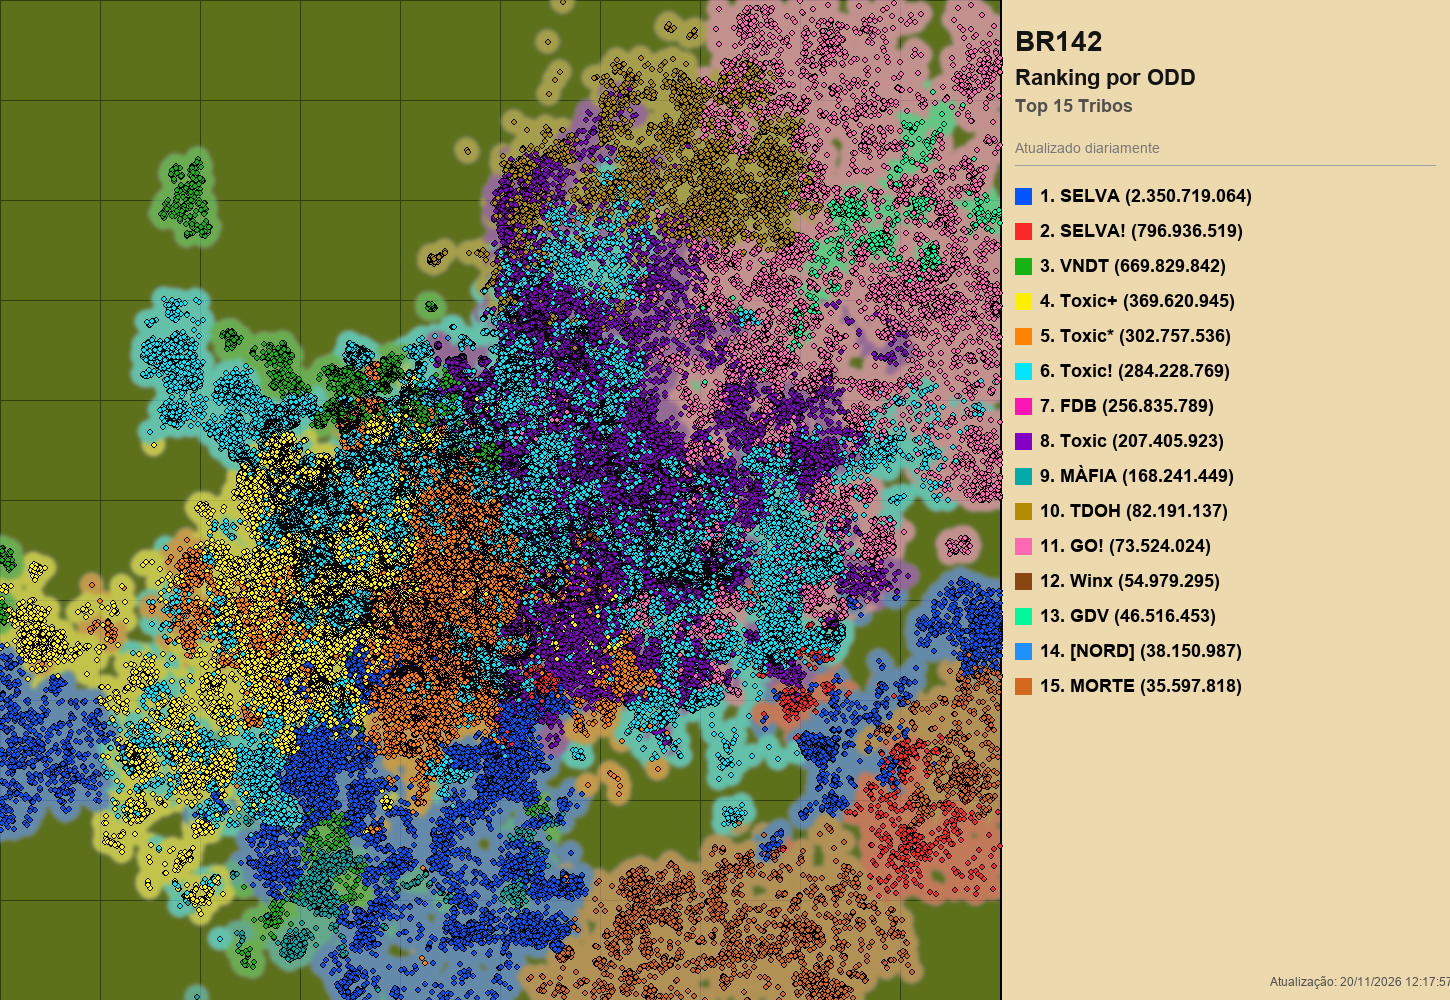 BR142
Ranking por ODD
Top 15 Tribos
Atualizado diariamente
1. SELVA (2.350.719.064)
2. SELVA! (796.936.519)
3. VNDT (669.829.842)
4. Toxic+ (369.620.945)
5. Toxic* (302.757.536)
6. Toxic! (284.228.769)
7. FDB (256.835.789)
8. Toxic (207.405.923)
9. MÀFIA (168.241.449)
10. TDOH (82.191.137)
11. GO! (73.524.024)
12. Winx (54.979.295)
13. GDV (46.516.453)
14. [NORD] (38.150.987)
15. MORTE (35.597.818)
Atualização: 20/11/2026 12:17:57